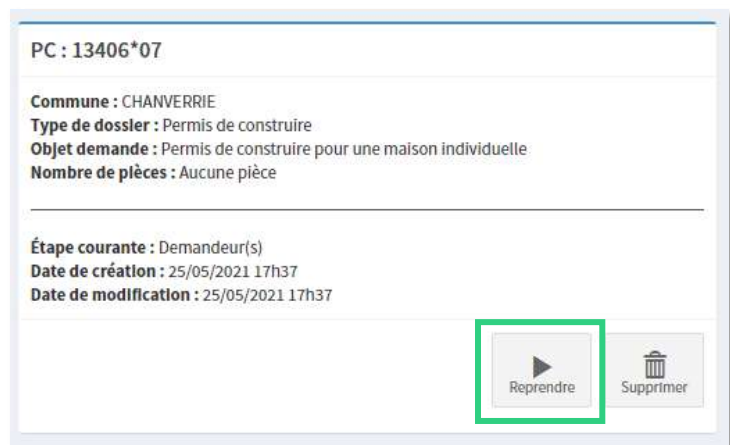 PC : 13406*07
Commune : CHANVERRIE
Type de dossier : Permis de construire
Objet demande : Permis de construire pour une maison individuelle
Nombre de pièces : Aucune pièce
Étape courante : Demandeur(s)
Date de création : 25/05/2021 17h37
Date de modification : 25/05/2021 17h37
Reprendre
Supprimer